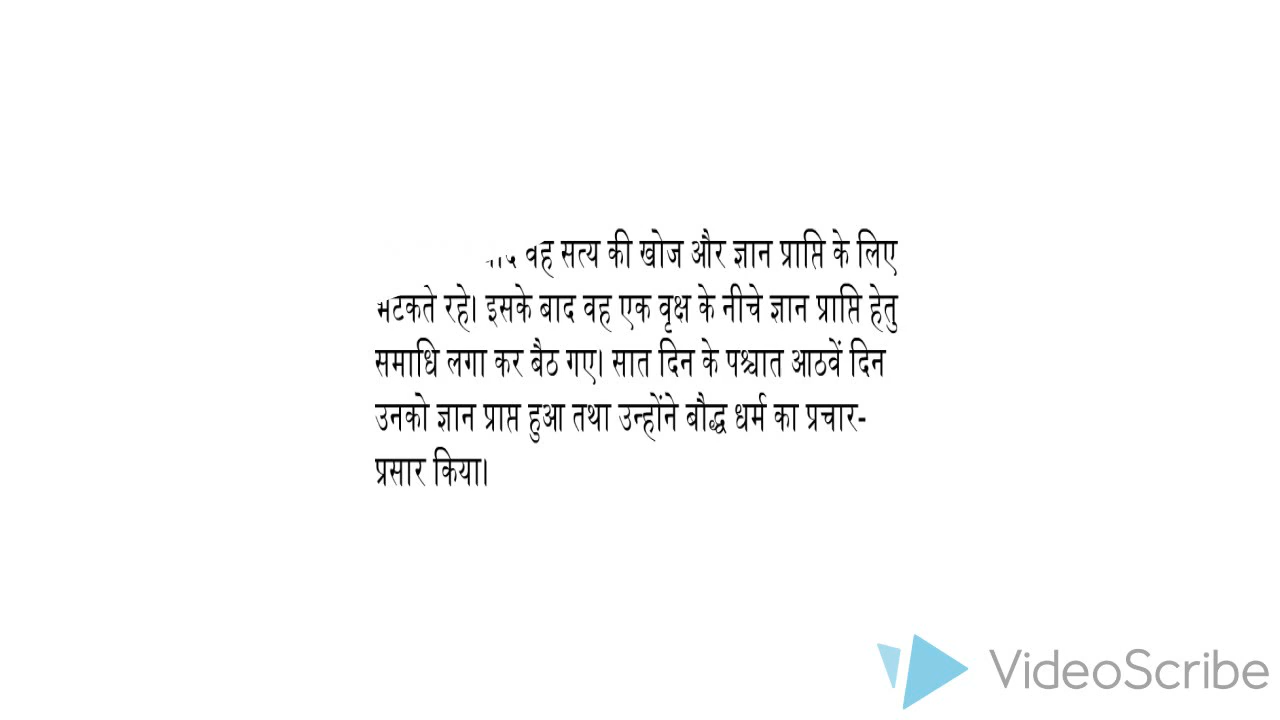 वह सत्य की खोज और ज्ञान प्राप्ति के लिए
भटकते रहे। इसके बाद वह एक वृक्ष के नीचे ज्ञान प्राप्ति हेतु
समाधि लगा कर बैठ गए। सात दिन के पश्चात आठवें दिन
उनको ज्ञान प्राप्त हुआ तथा उन्होंने बौद्ध धर्म का प्रचार-
प्रसार किया।
VideoScribe